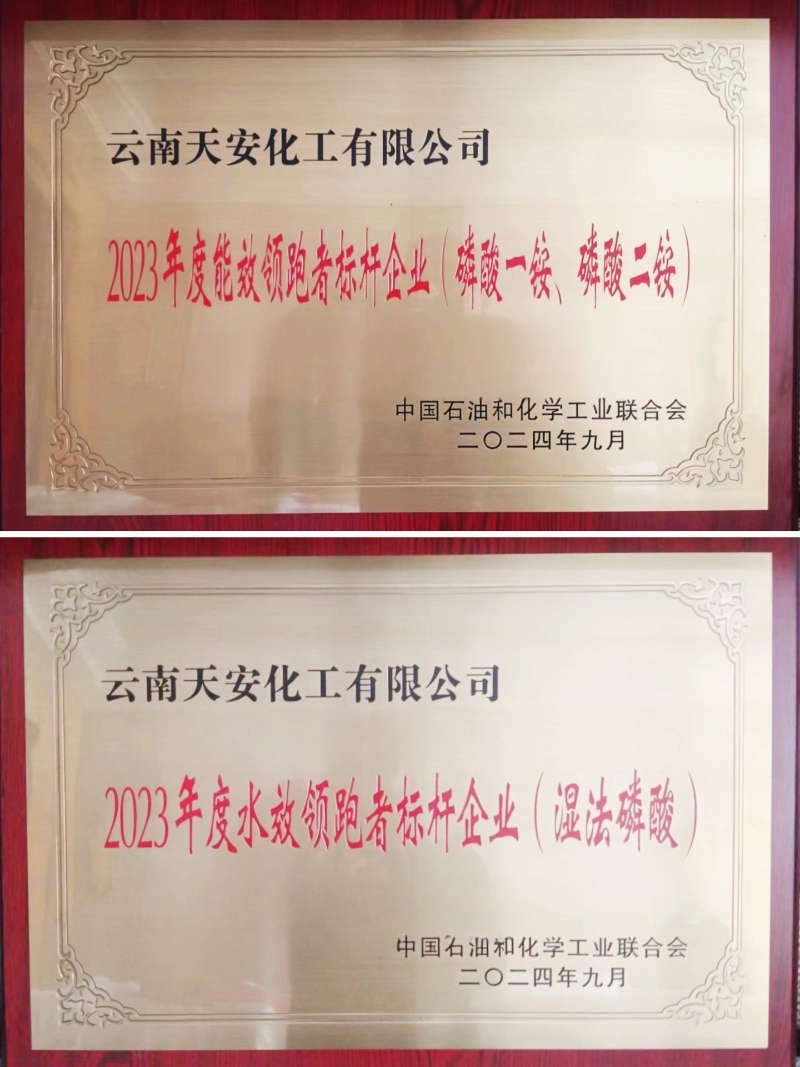 云南天安化工有限公司
2023年度能效领跑者标杆企业（磷酸一铵、磷酸二铵）
中国石油和化学工业联合会
二〇二四年九月
云南天安化工有限公司
2023年度水效领跑者标杆企业（湿法磷酸）
中国石油和化学工业联合会
二〇二四年九月